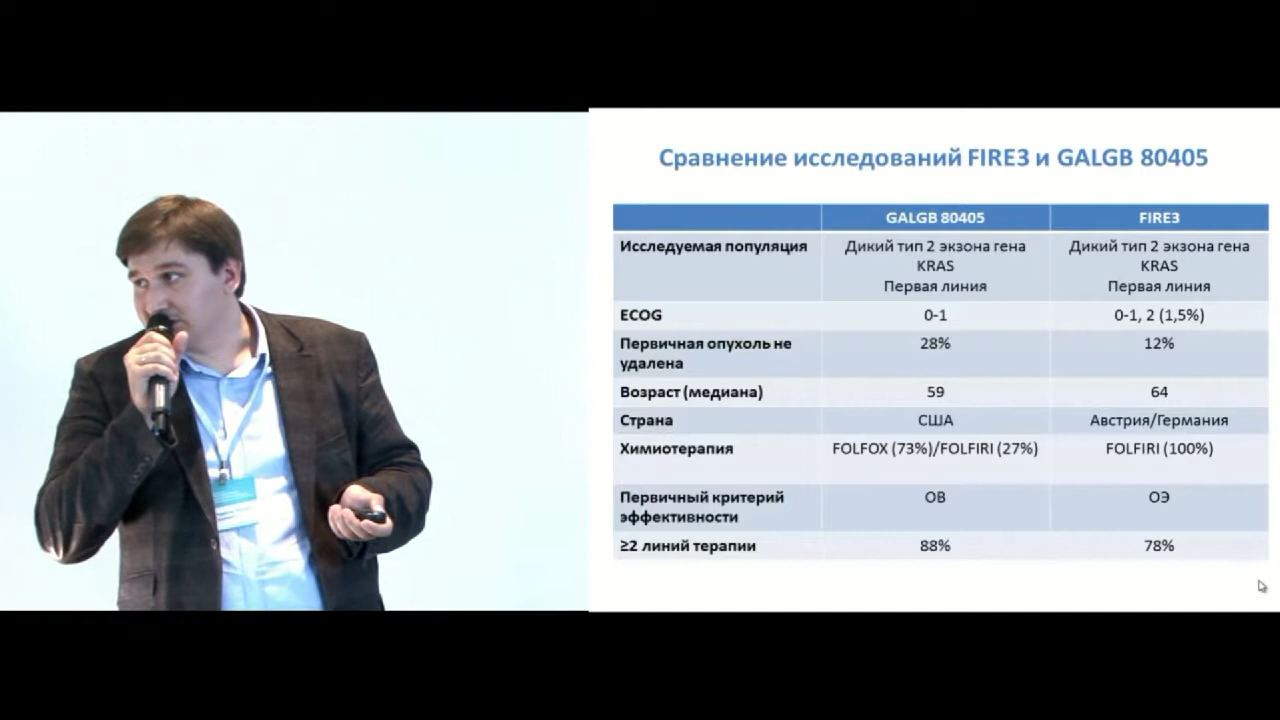 Сравнение исследований FIRE3 и GALGB 80405
GALGB 80405 FIRE3
Исследуемая популяция Дикий тип 2 экзона гена Дикий тип 2 экзона гена
KRAS KRAS
Первая линия Первая линия
ECOG 0-1 0-1, 2 (1,5%)
Первичная опухоль не 28% 12%
удалена
Возраст (медиана) 59 64
Страна США Австрия/Германия
Химиотерапия FOLFOX (73%)/FOLFIRI (27%) FOLFIRI (100%)
Первичный критерий ОВ ОЭ
эффективности
≥2 линий терапии 88% 78%